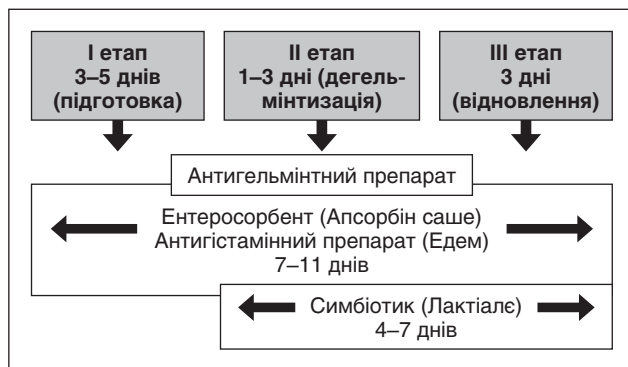 I етап
3–5 днів
(підготовка)
II етап
1–3 дні (дегель-
мінтизація)
III етап
3 дні
(відновлення)
Антигельмінтний препарат
Ентеросорбент (Апсорбін саше)
Антигістамінний препарат (Едем)
7–11 днів
Симбіотик (Лактіалє)
4–7 днів